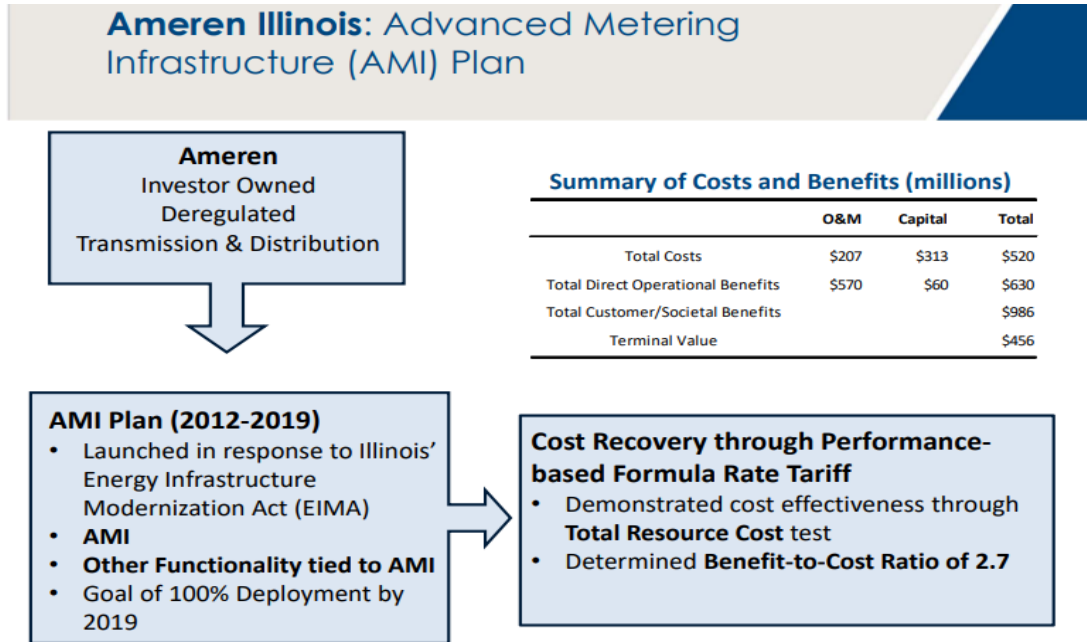 Ameren Illinois: Advanced Metering
Infrastructure (AMI) Plan
Ameren
Investor Owned
Deregulated
Transmission & Distribution
Summary of Costs and Benefits (millions)
O&M Capital Total
Total Costs $207 $313 $520
Total Direct Operational Benefits $570 $60 $630
Total Customer/Societal Benefits $986
Terminal Value $456
AMI Plan (2012-2019)
• Launched in response to Illinois’
Energy Infrastructure
Modernization Act (EIMA)
• AMI
• Other Functionality tied to AMI
• Goal of 100% Deployment by
2019
Cost Recovery through Performance-
based Formula Rate Tariff
• Demonstrated cost effectiveness through
Total Resource Cost test
• Determined Benefit-to-Cost Ratio of 2.7